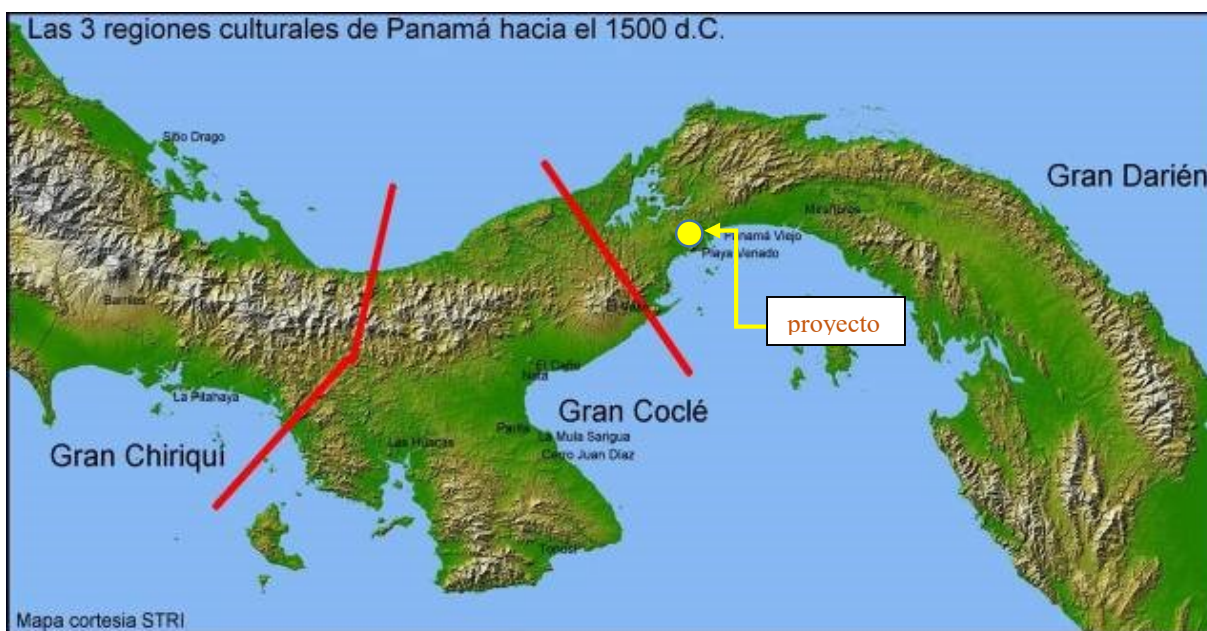 Las 3 regiones culturales de Panamá hacia el 1500 d.C.
Sitio Drago
Gran Darién
Miraflores
Panamá Viejo
Playa Venado
Barriles
proyecto
El Caño
Natá
La Pitahaya
Gran Coclé
Parita
La Mula Sarigua
Las Huacas
Gran Chiriquí
Cerro Juan Díaz
Tonosí
Mapa cortesia STRI